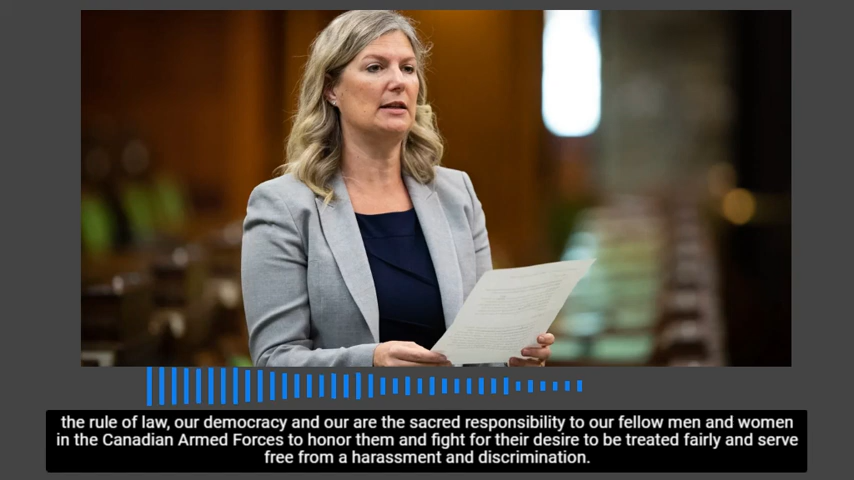 the rule of law, our democracy and our are the sacred responsibility to our fellow men and women
in the Canadian Armed Forces to honor them and fight for their desire to be treated fairly and serve
free from a harassment and discrimination.